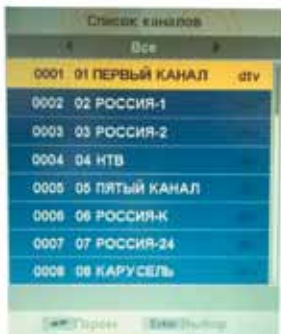 Список каналов
Все
0001 01 ПЕРВЫЙ КАНАЛ dtv
0002 02 РОССИЯ-1
0003 03 РОССИЯ-2
0004 04 НТВ
0005 05 ПЯТЫЙ КАНАЛ
0006 06 РОССИЯ-К
0007 07 РОССИЯ-24
0008 08 КАРУСЕЛЬ